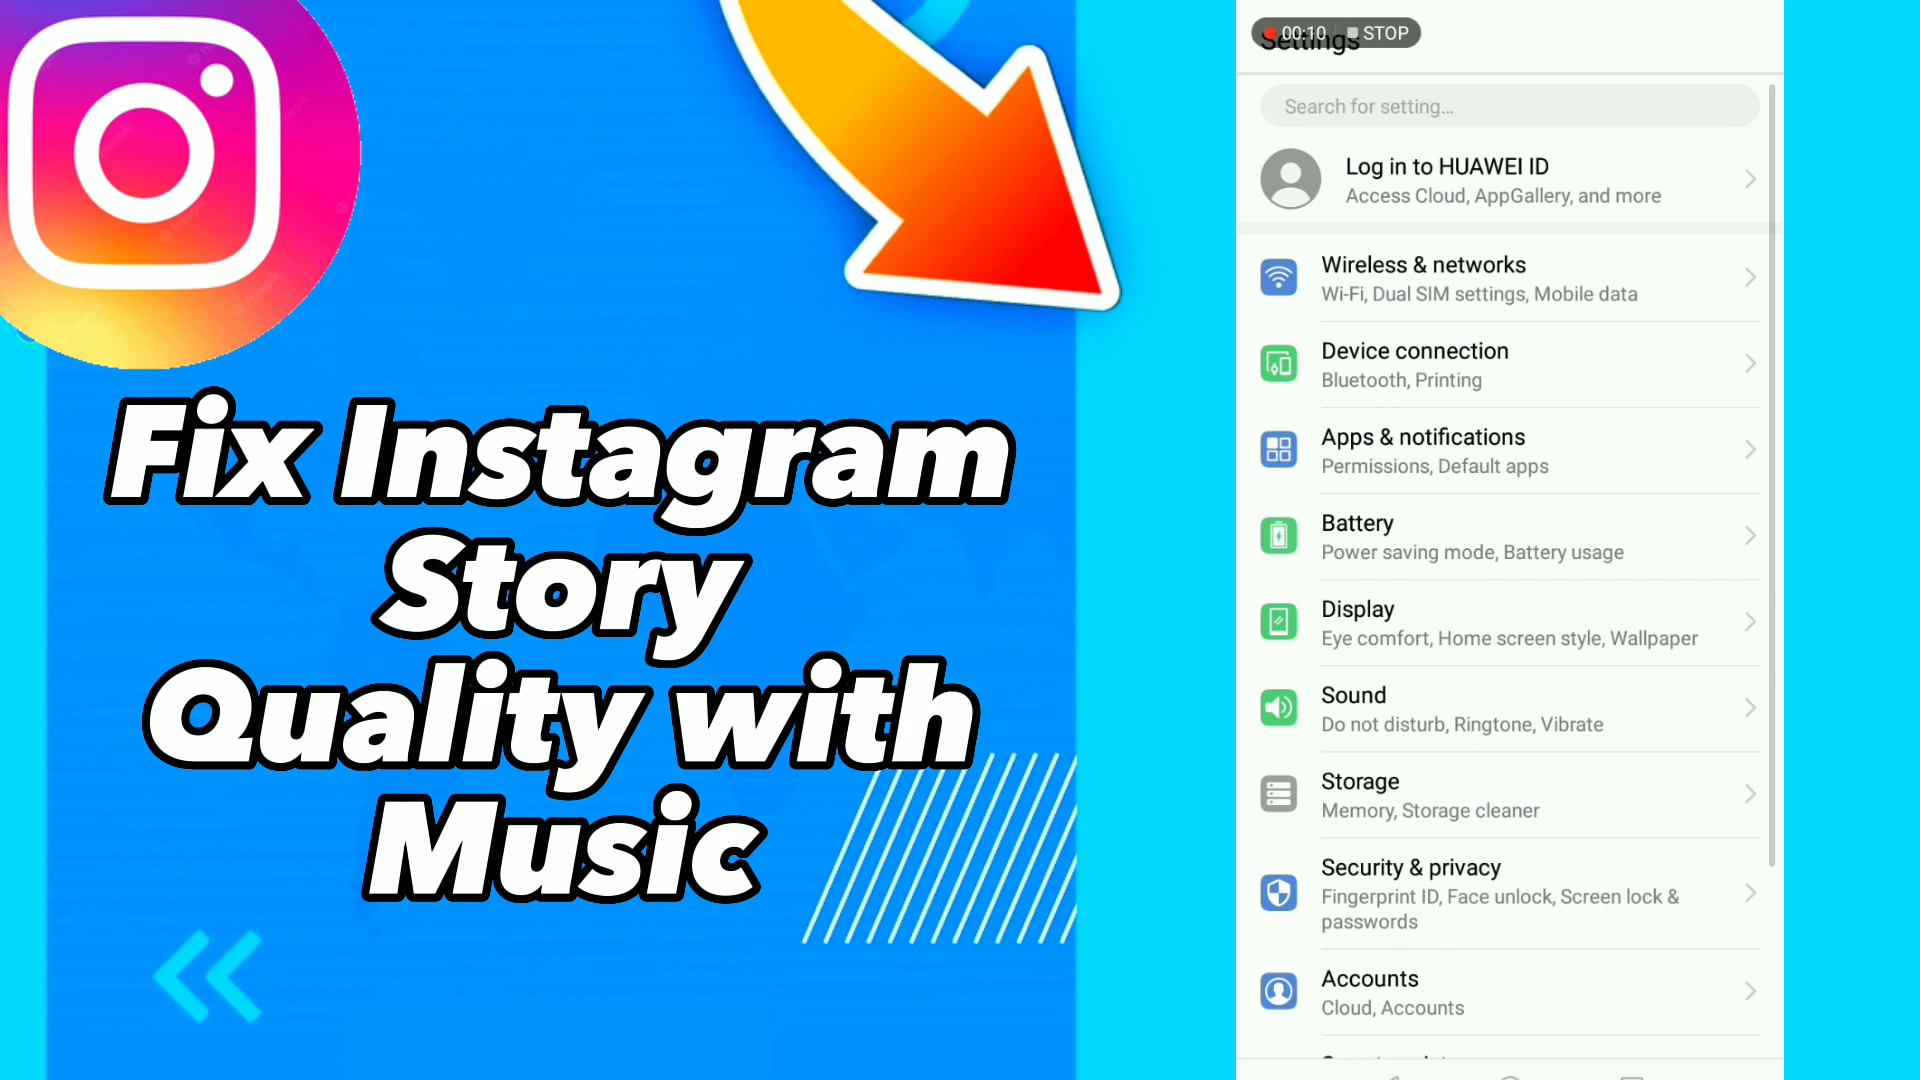 Fix Instagram
Story
Quality with
Music
00:10 STOP
Settings
Search for setting...
Log in to HUAWEI ID
Access Cloud, AppGallery, and more
Wireless & networks
Wi-Fi, Dual SIM settings, Mobile data
Device connection
Bluetooth, Printing
Apps & notifications
Permissions, Default apps
Battery
Power saving mode, Battery usage
Display
Eye comfort, Home screen style, Wallpaper
Sound
Do not disturb, Ringtone, Vibrate
Storage
Memory, Storage cleaner
Security & privacy
Fingerprint ID, Face unlock, Screen lock &
passwords
Accounts
Cloud, Accounts